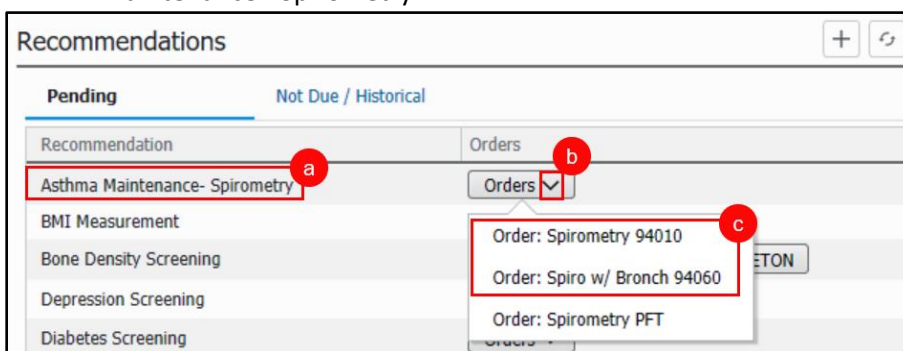 Recommendations
Pending Not Due / Historical
Recommendation Orders
a
b
Asthma Maintenance- Spirometry Orders
BMI Measurement
c
Order: Spirometry 94010
Bone Density Screening
Order: Spiro w/ Bronch 94060
Depression Screening
Order: Spirometry PFT
Diabetes Screening